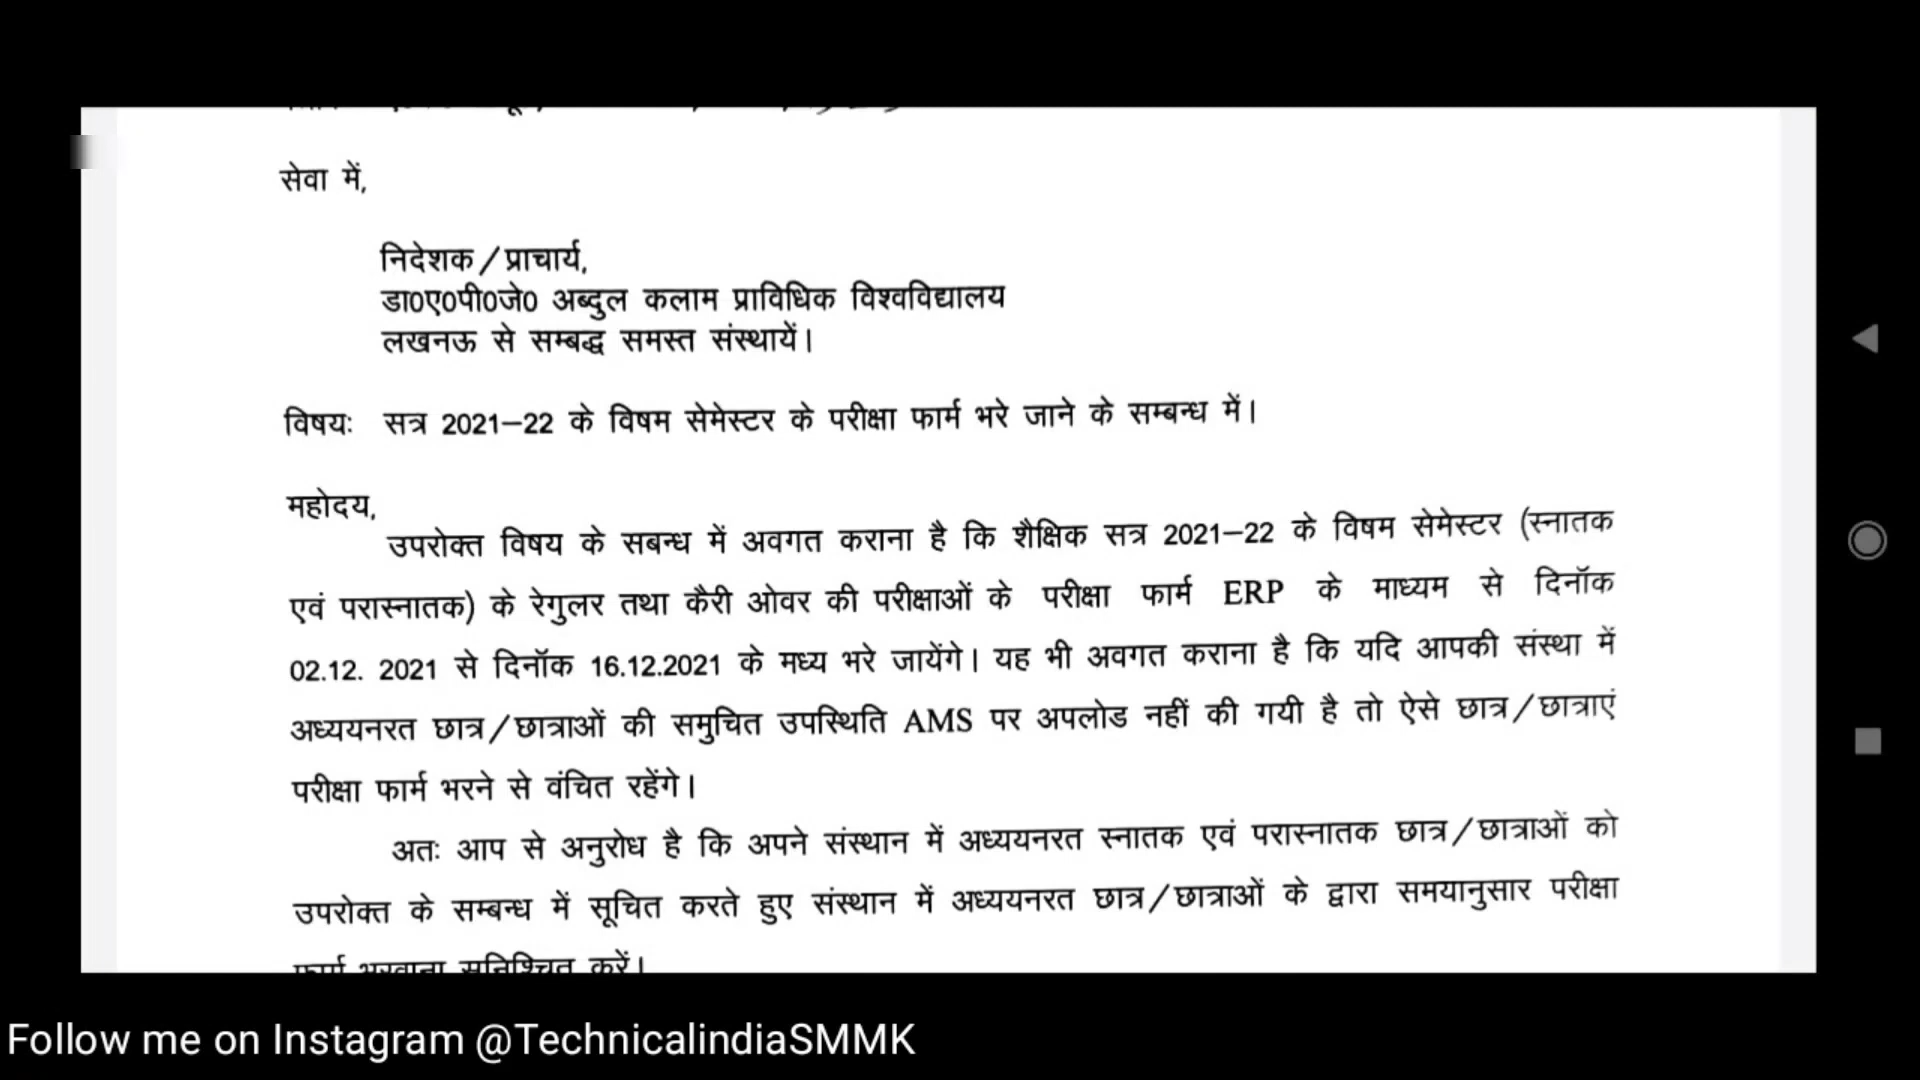 सेवा में,
निदेशक/प्राचार्य,
डा0ए0पी0जे0 अब्दुल कलाम प्राविधिक विश्वविद्यालय
लखनऊ से सम्बद्ध समस्त संस्थायें।
विषयः सत्र 2021–22 के विषम सेमेस्टर के परीक्षा फार्म भरे जाने के सम्बन्ध में।
महोदय,
उपरोक्त विषय के सबन्ध में अवगत कराना है कि शैक्षिक सत्र 2021–22 के विषम सेमेस्टर (स्नातक
एवं परास्नातक) के रेगुलर तथा कैरी ओवर की परीक्षाओं के परीक्षा फार्म ERP के माध्यम से दिनॉक
02.12. 2021 से दिनॉक 16.12.2021 के मध्य भरे जायेंगे। यह भी अवगत कराना है कि यदि आपकी संस्था में
अध्ययनरत छात्र/छात्राओं की समुचित उपस्थिति AMS पर अपलोड नहीं की गयी है तो ऐसे छात्र/छात्राएं
परीक्षा फार्म भरने से वंचित रहेंगे।
अतः आप से अनुरोध है कि अपने संस्थान में अध्ययनरत स्नातक एवं परास्नातक छात्र/छात्राओं को
उपरोक्त के सम्बन्ध में सूचित करते हुए संस्थान में अध्ययनरत छात्र/छात्राओं के द्वारा समयानुसार परीक्षा
फार्म भरवाना सुनिश्चित करें।
Follow me on Instagram @TechnicalindiaSMMK